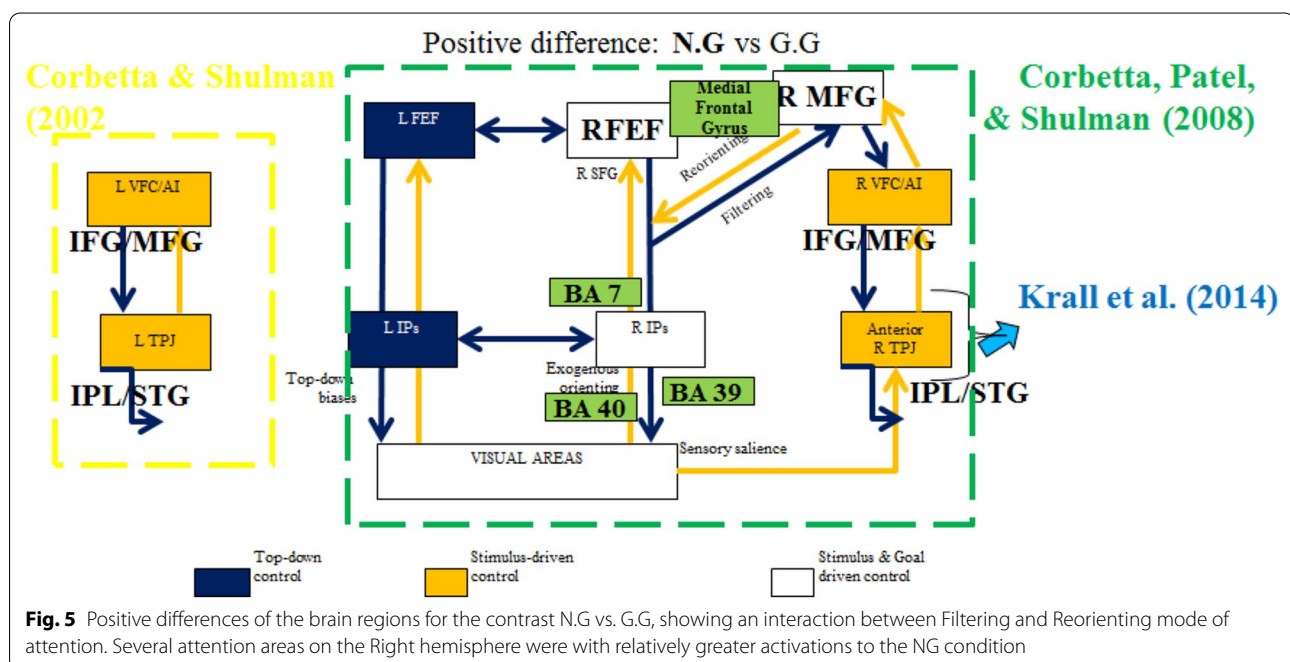 Positive difference: N.G vs G.G
Corbetta & Shulman
(2002
Corbetta, Patel,
& Shulman (2008)
L FEF
RFEF
R SFG
Medial
Frontal
Gyrus
R MFG
Reorienting
Filtering
L VFC/AI
IFG/MFG
R VFC/AI
IFG/MFG
BA 7
Krall et al. (2014)
L TPJ
IPL/STG
L IPs
R IPs
Anterior
R TPJ
IPL/STG
Top-down
biases
Exogenous
orienting
BA 40
BA 39
VISUAL AREAS
Sensory salience
Top-down
control
Stimulus-driven
control
Stimulus & Goal
driven control
Fig. 5 Positive differences of the brain regions for the contrast N.G vs. G.G, showing an interaction between Filtering and Reorienting mode of
attention. Several attention areas on the Right hemisphere were with relatively greater activations to the NG condition